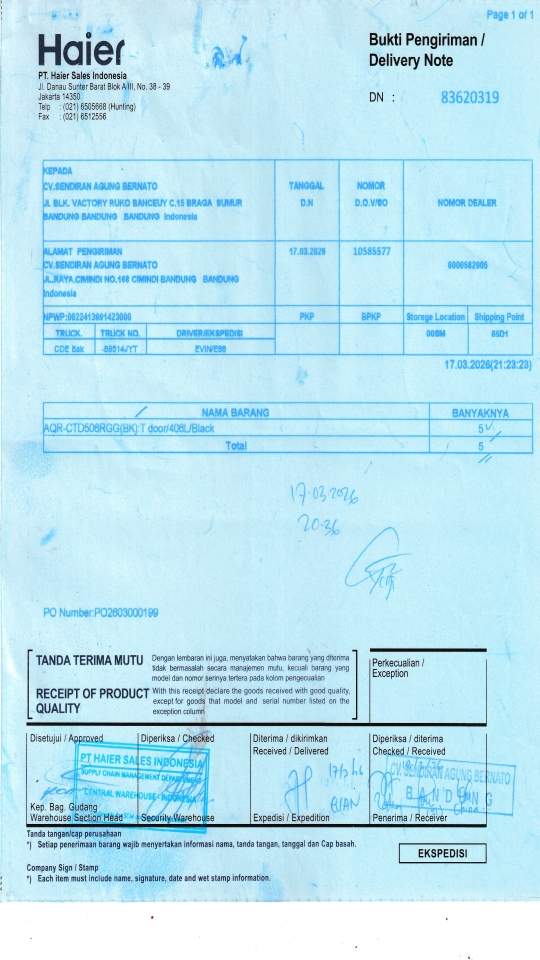 Page 1 of 1
Haier
Bukti Pengiriman /
Delivery Note
PT. Haier Sales Indonesia
Jl. Danau Sunter Barat Blok A III, No. 38 - 39
Jakarta 14350
Telp : (021) 6505668 (Hunting)
Fax : (021) 6512556
DN : 83620319
KEPADA
CV.SENDIRAN AGUNG BERNATO
JL. BLK. VACTORY RUKO BANCEUY C.15 BRAGA SUMUR
BANDUNG BANDUNG BANDUNG Indonesia
TANGGAL
D.N
NOMOR
D.O.V/SO
NOMOR DEALER
ALAMAT PENGIRIMAN
CV.SENDIRAN AGUNG BERNATO
JL.RAYA.CIMINDI NO.168 CIMINDI BANDUNG BANDUNG
Indonesia
17.03.2026
10585577
NPWP:0022413891423000
PKP
BPKP
Storege Location
Shipping Point
TRUCK. TRUCK NO. DRIVER/EKSPEDISI
00SM
65D1
CDE Bak
17.03.2026(21:23:23)
NAMA BARANG BANYAKNYA
AQR-CTD508RGG(BK):T door/406L/Black 5
Total 5
17.03.2026
20.36
PO Number:PO2603000199
TANDA TERIMA MUTU
Dengan lembaran ini juga, menyatakan bahwa barang yang diterima
tidak bermasalah secara manajemen mutu, kecuali barang yang
model dan nomor serinya tertera pada kolom pengecualian
RECEIPT OF PRODUCT
QUALITY
With this receipt declare the goods received with good quality,
except for goods that model and serial number listed on the
exception column
Perkecualian /
Exception
Disetujui / Approved
Diperiksa / Checked
Diterima / dikirimkan
Received / Delivered
Diperiksa / diterima
Checked / Received
PT HAIER SALES INDONESIA
SUPPLY CHAIN MANAGEMENT DEPARTMENT
CENTRAL WAREHOUSE - INDONESIA
CV. SENDIRAN AGUNG BERNATO
BANDUNG
Kep. Bag. Gudang
Warehouse Section Head
Security Warehouse
Expedisi / Expedition
Penerima / Receiver
Tanda tangan/cap perusahaan
*) Setiap penerimaan barang wajib menyertakan informasi nama, tanda tangan, tanggal dan Cap basah.
EKSPEDISI
Company Sign / Stamp
*) Each item must include name, signature, date and wet stamp information.